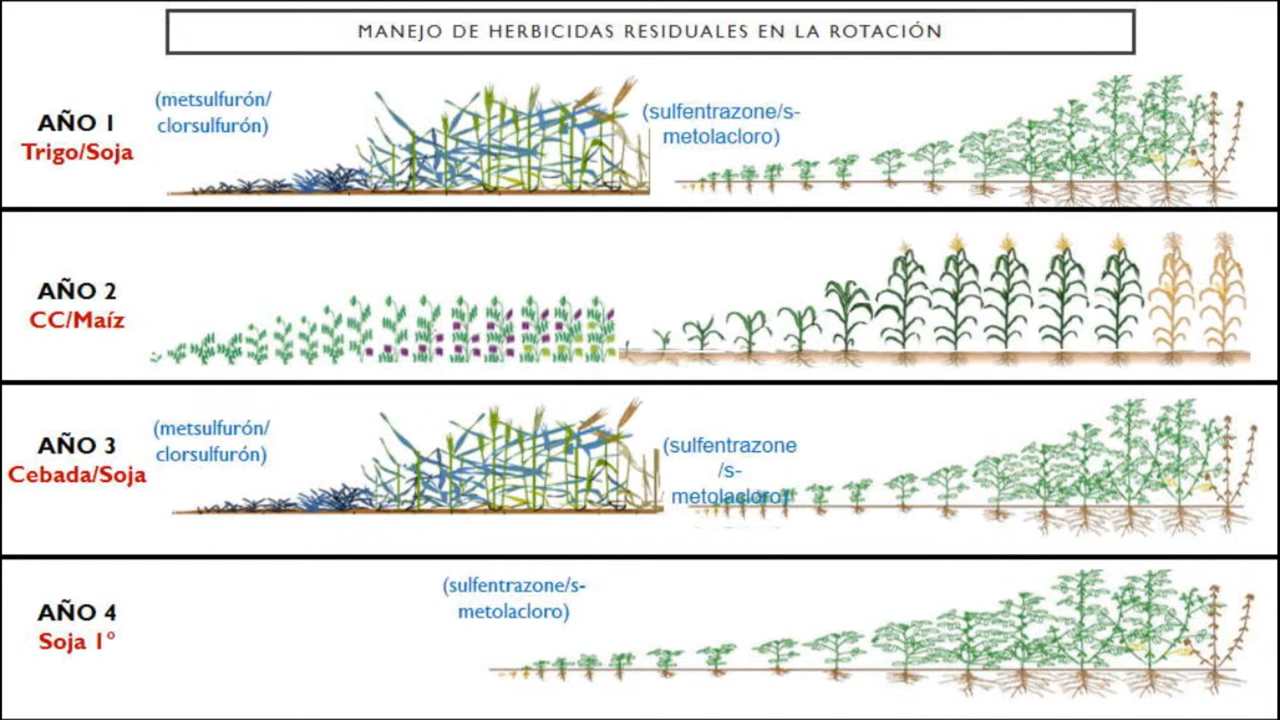 MANEJO DE HERBICIDAS RESIDUALES EN LA ROTACIÓN
AÑO 1
Trigo/Soja
(metsulfurón/
clorsulfurón)
(sulfentrazone/s-
metolacloro)
AÑO 2
CC/Maíz
AÑO 3
Cebada/Soja
(metsulfurón/
clorsulfurón)
(sulfentrazone
/s-
metolacloro)
AÑO 4
Soja 1°
(sulfentrazone/s-
metolacloro)